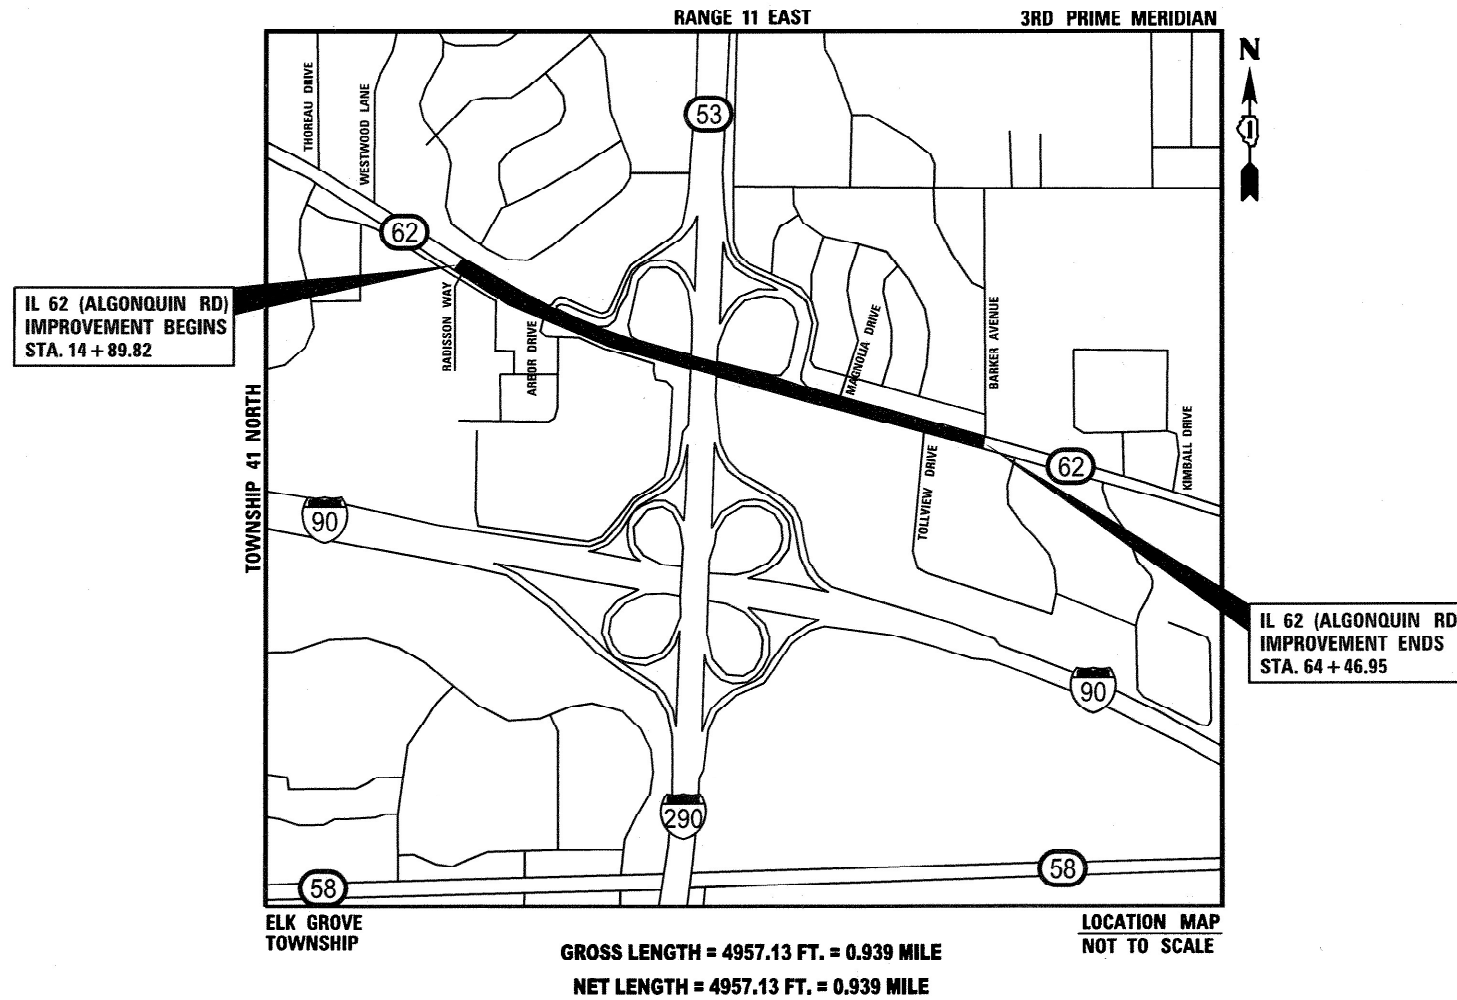 RANGE 11 EAST
3RD PRIME MERIDIAN
N
THOREAU DRIVE
WESTWOOD LANE
53
62
IL 62 (ALGONQUIN RD)
IMPROVEMENT BEGINS
STA. 14 + 89.82
RADISSON WAY
ARBOR DRIVE
MAGNOLIA DRIVE
BARKER AVENUE
TOWNSHIP 41 NORTH
62
KIMBALL DRIVE
TOLLVIEW DRIVE
90
IL 62 (ALGONQUIN RD
IMPROVEMENT ENDS
STA. 64 + 46.95
90
290
58
58
ELK GROVE
TOWNSHIP
LOCATION MAP
NOT TO SCALE
GROSS LENGTH = 4957.13 FT. = 0.939 MILE
NET LENGTH = 4957.13 FT. = 0.939 MILE